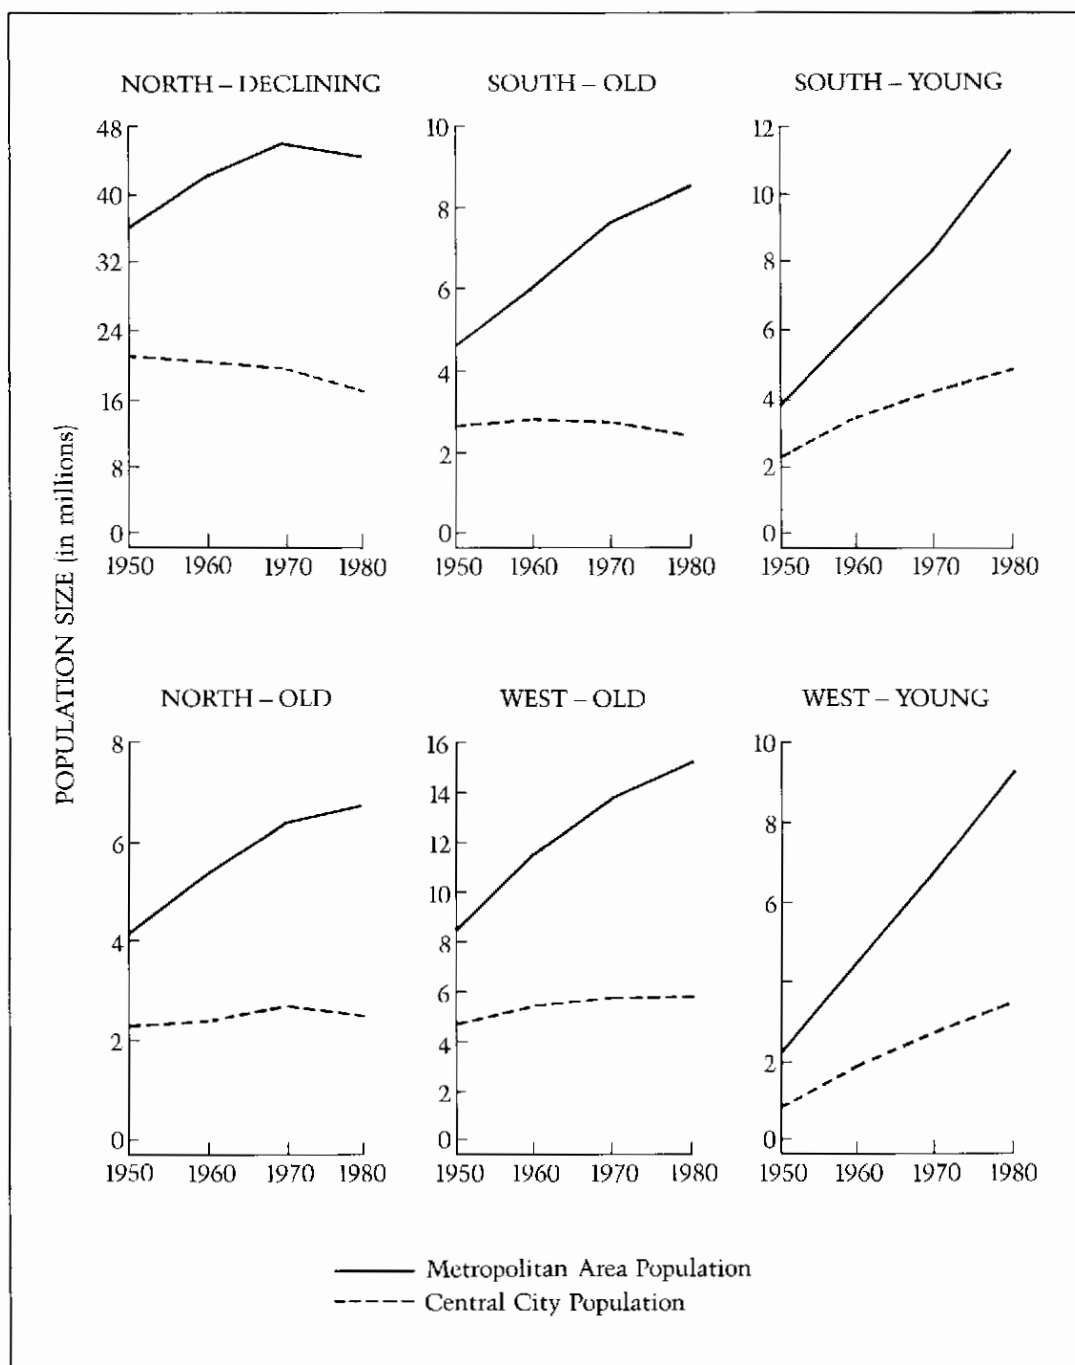 NORTH – DECLINING
48
40
32
24
16
8
0
1950 1960 1970 1980
SOUTH – OLD
10
8
6
4
2
0
1950 1960 1970 1980
SOUTH – YOUNG
12
10
8
6
4
2
0
1950 1960 1970 1980
POPULATION SIZE (in millions)
NORTH – OLD
8
6
4
2
0
1950 1960 1970 1980
WEST – OLD
16
14
12
10
8
6
4
2
0
1950 1960 1970 1980
WEST – YOUNG
10
8
6
2
0
1950 1960 1970 1980
Metropolitan Area Population
Central City Population